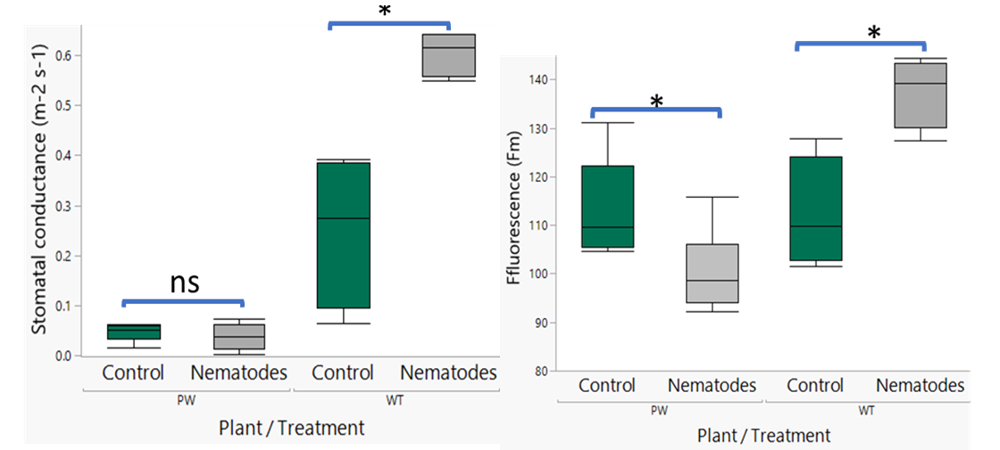 *
Stomatal conductance (m-2 s-1)
0.6
0.5
0.4
0.3
0.2
0.1
0.0
ns
Control Nematodes Control Nematodes
PW WT
Plant / Treatment
*
*
Ffluorescence (Fm)
140
130
120
110
100
90
80
Control Nematodes Control Nematodes
PW WT
Plant / Treatment